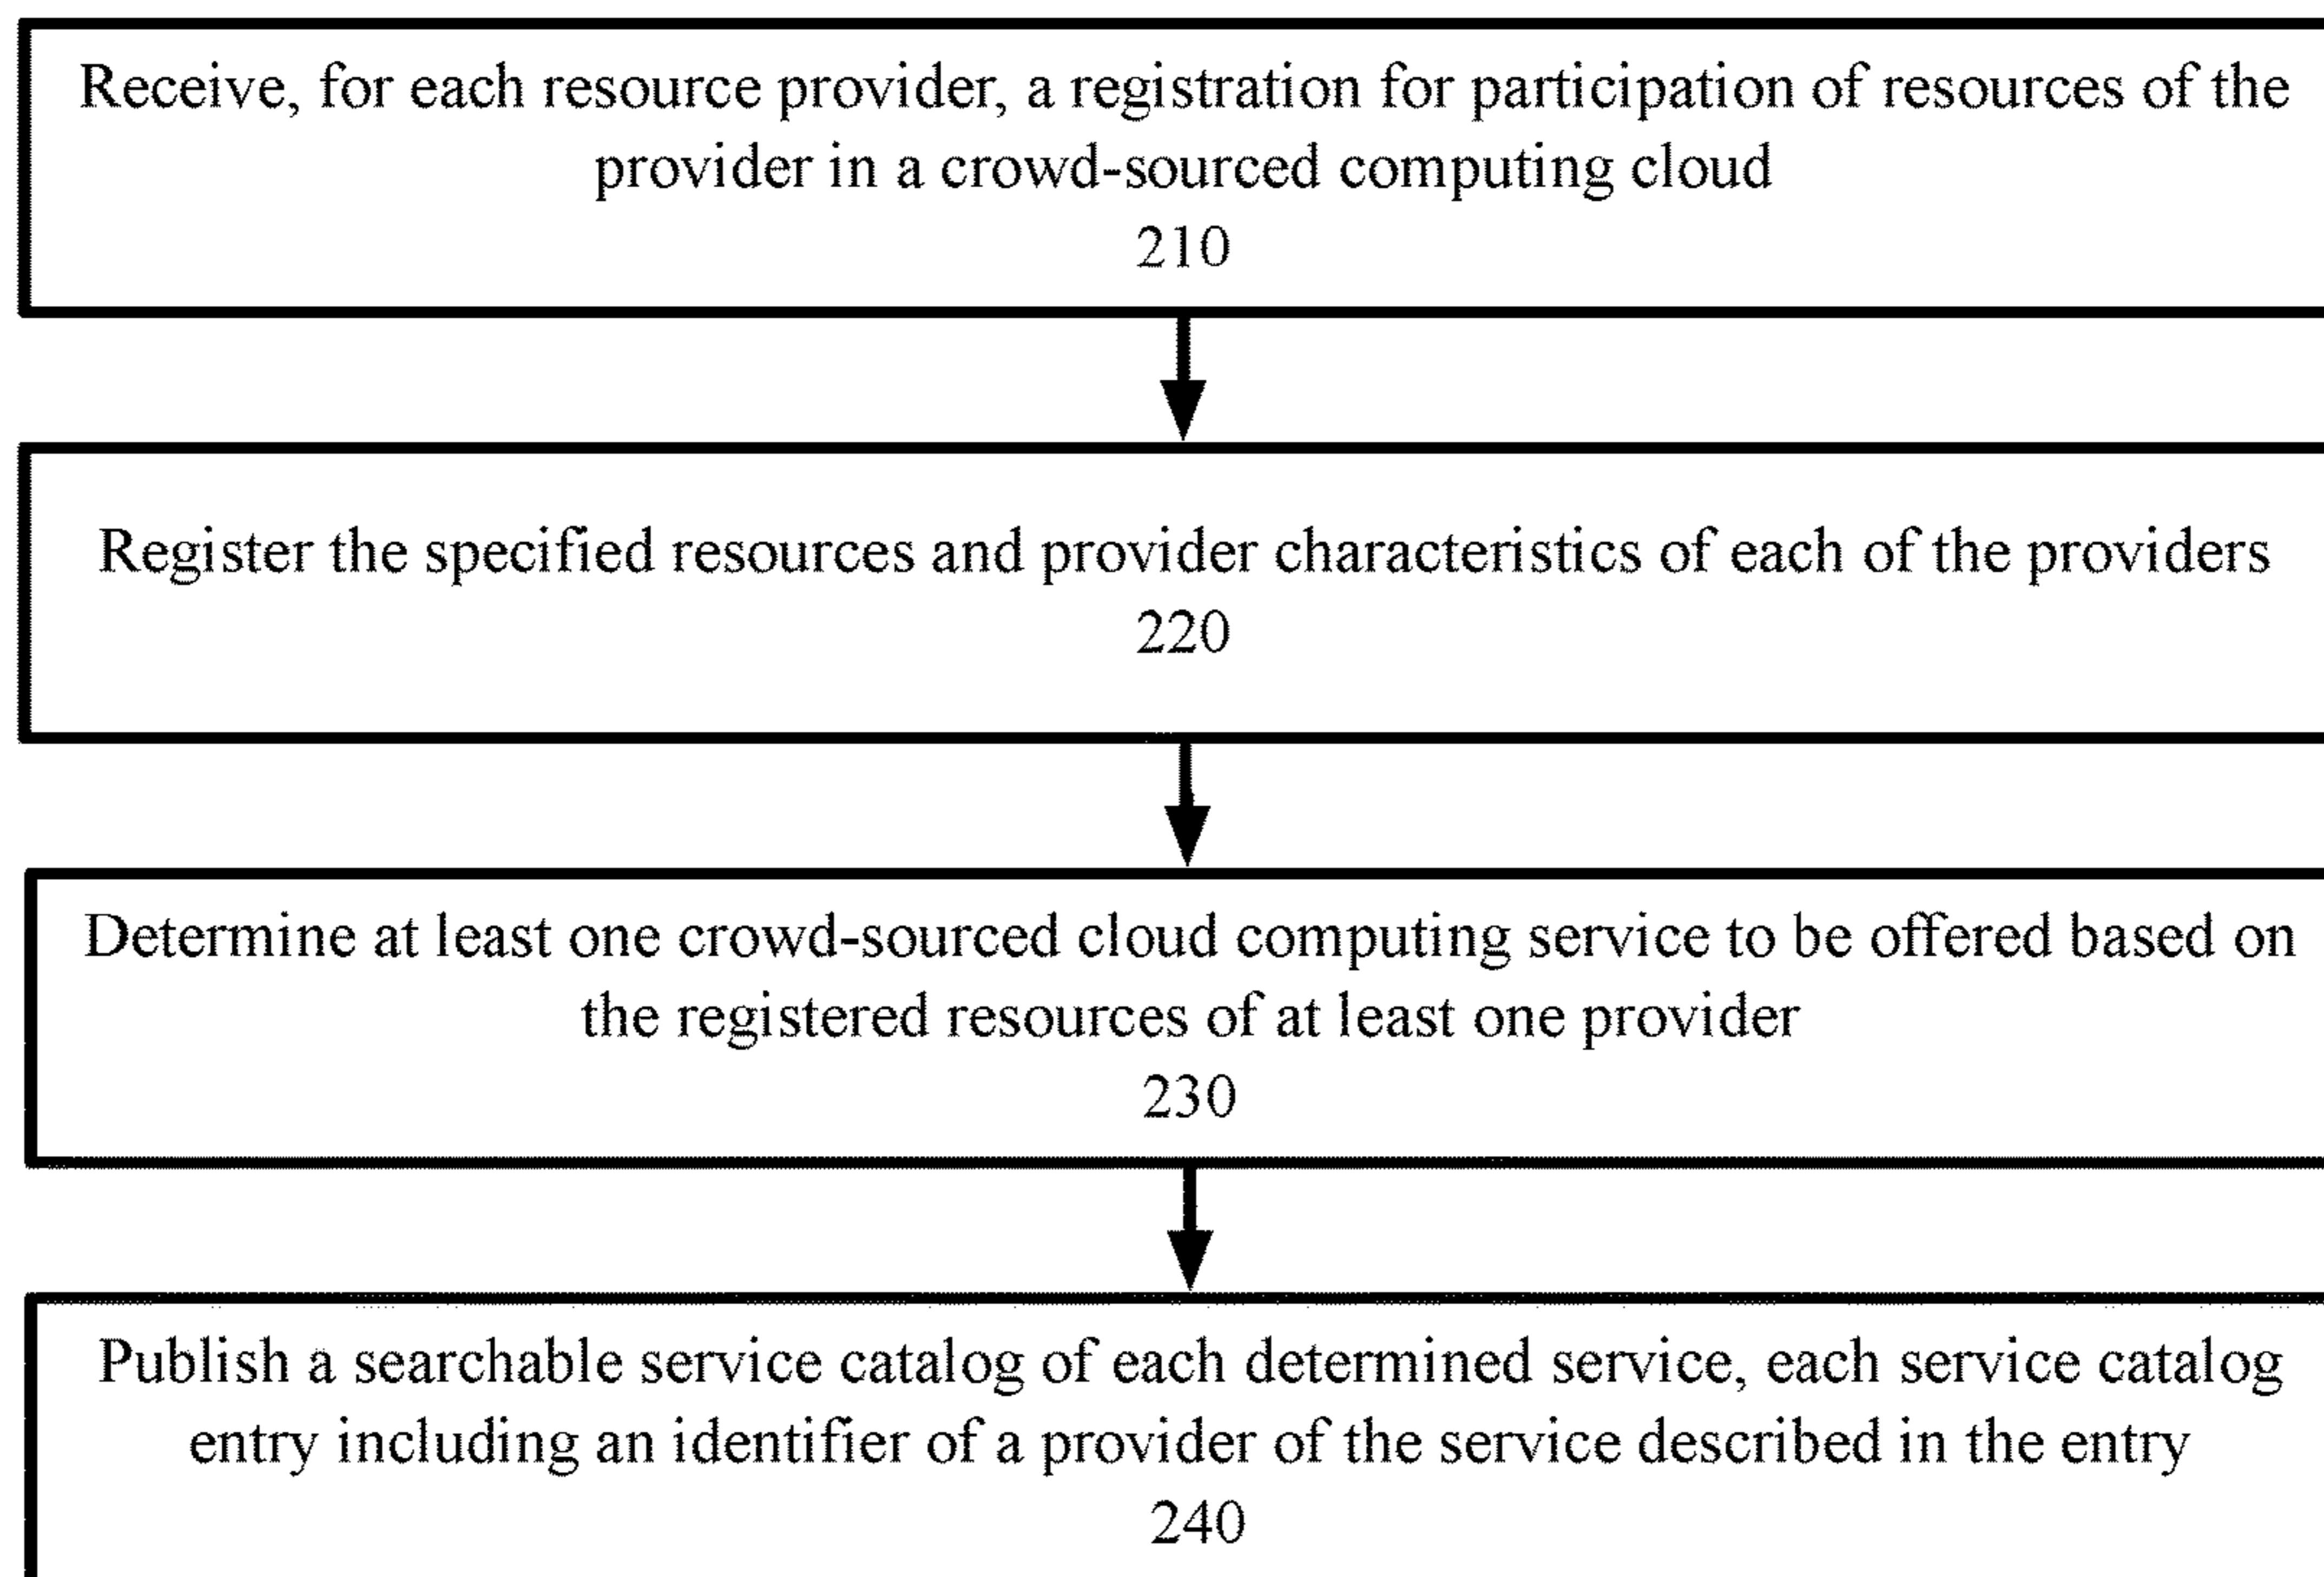 Receive, for each resource provider, a registration for participation of resources of the
provider in a crowd-sourced computing cloud
210
Register the specified resources and provider characteristics of each of the providers
220
Determine at least one crowd-sourced cloud computing service to be offered based on
the registered resources of at least one provider
230
Publish a searchable service catalog of each determined service, each service catalog
entry including an identifier of a provider of the service described in the entry
240